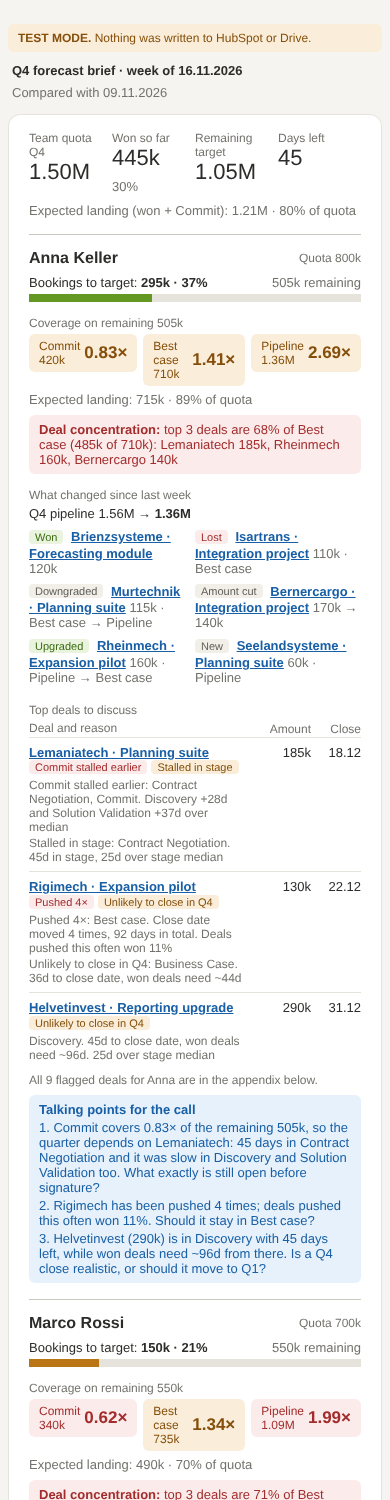 TEST MODE. Nothing was written to HubSpot or Drive.
Q4 forecast brief · week of 16.11.2026
Compared with 09.11.2026
Team quota Q4
1.50M
Won so far
445k
30%
Remaining target
1.05M
Days left
45
Expected landing (won + Commit): 1.21M · 80% of quota
Anna Keller Quota 800k
Bookings to target: 295k · 37% 505k remaining
Coverage on remaining 505k
Commit 420k 0.83×
Best case 710k 1.41×
Pipeline 1.36M 2.69×
Expected landing: 715k · 89% of quota
Deal concentration: top 3 deals are 68% of Best
case (485k of 710k): Lemaniatech 185k, Rheinmech
160k, Bernercargo 140k
What changed since last week
Q4 pipeline 1.56M → 1.36M
Won Brienzsysteme ·
Forecasting module
120k
Lost Isartrans ·
Integration project 110k ·
Best case
Downgraded Murtechnik
· Planning suite 115k ·
Best case → Pipeline
Amount cut Bernercargo ·
Integration project 170k →
140k
Upgraded Rheinmech ·
Expansion pilot 160k ·
Pipeline → Best case
New Seelandsysteme ·
Planning suite 60k ·
Pipeline
Top deals to discuss
Deal and reason Amount Close
Lemaniatech · Planning suite 185k 18.12
Commit stalled earlier Stalled in stage
Commit stalled earlier: Contract
Negotiation, Commit. Discovery +28d
and Solution Validation +37d over
median
Stalled in stage: Contract Negotiation.
45d in stage, 25d over stage median
Rigimech · Expansion pilot 130k 22.12
Pushed 4× Unlikely to close in Q4
Pushed 4×: Best case. Close date
moved 4 times, 92 days in total. Deals
pushed this often won 11%
Unlikely to close in Q4: Business Case.
36d to close date, won deals need ~44d
Helvetinvest · Reporting upgrade 290k 31.12
Unlikely to close in Q4
Discovery. 45d to close date, won deals
need ~96d. 25d over stage median
All 9 flagged deals for Anna are in the appendix below.
Talking points for the call
1. Commit covers 0.83× of the remaining 505k, so the
quarter depends on Lemaniatech: 45 days in Contract
Negotiation and it was slow in Discovery and Solution
Validation too. What exactly is still open before
signature?
2. Rigimech has been pushed 4 times; deals pushed
this often won 11%. Should it stay in Best case?
3. Helvetinvest (290k) is in Discovery with 45 days
left, while won deals need ~96d from there. Is a Q4
close realistic, or should it move to Q1?
Marco Rossi Quota 700k
Bookings to target: 150k · 21% 550k remaining
Coverage on remaining 550k
Commit 340k 0.62×
Best case 735k 1.34×
Pipeline 1.09M 1.99×
Expected landing: 490k · 70% of quota
Deal concentration: top 3 deals are 71% of Best